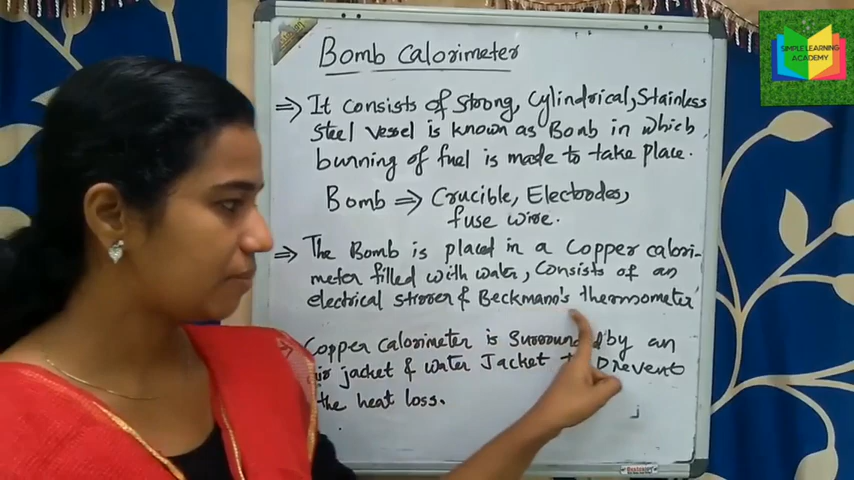 Bomb Calorimeter
SIMPLE LEARNING
ACADEMY
⇒ It consists of Strong, Cylindrical, Stainless
Steel Vessel is known as Bomb in which
burning of fuel is made to take place.
Bomb ⇒ Crucible, Electrodes,
fuse wire.
⇒ The Bomb is placed in a Copper calori-
meter filled with water, Consists of an
electrical & Beckmann's thermometer
Copper calorimeter is Surrounded by an
jacket & water Jacket Prevent
the heat loss.